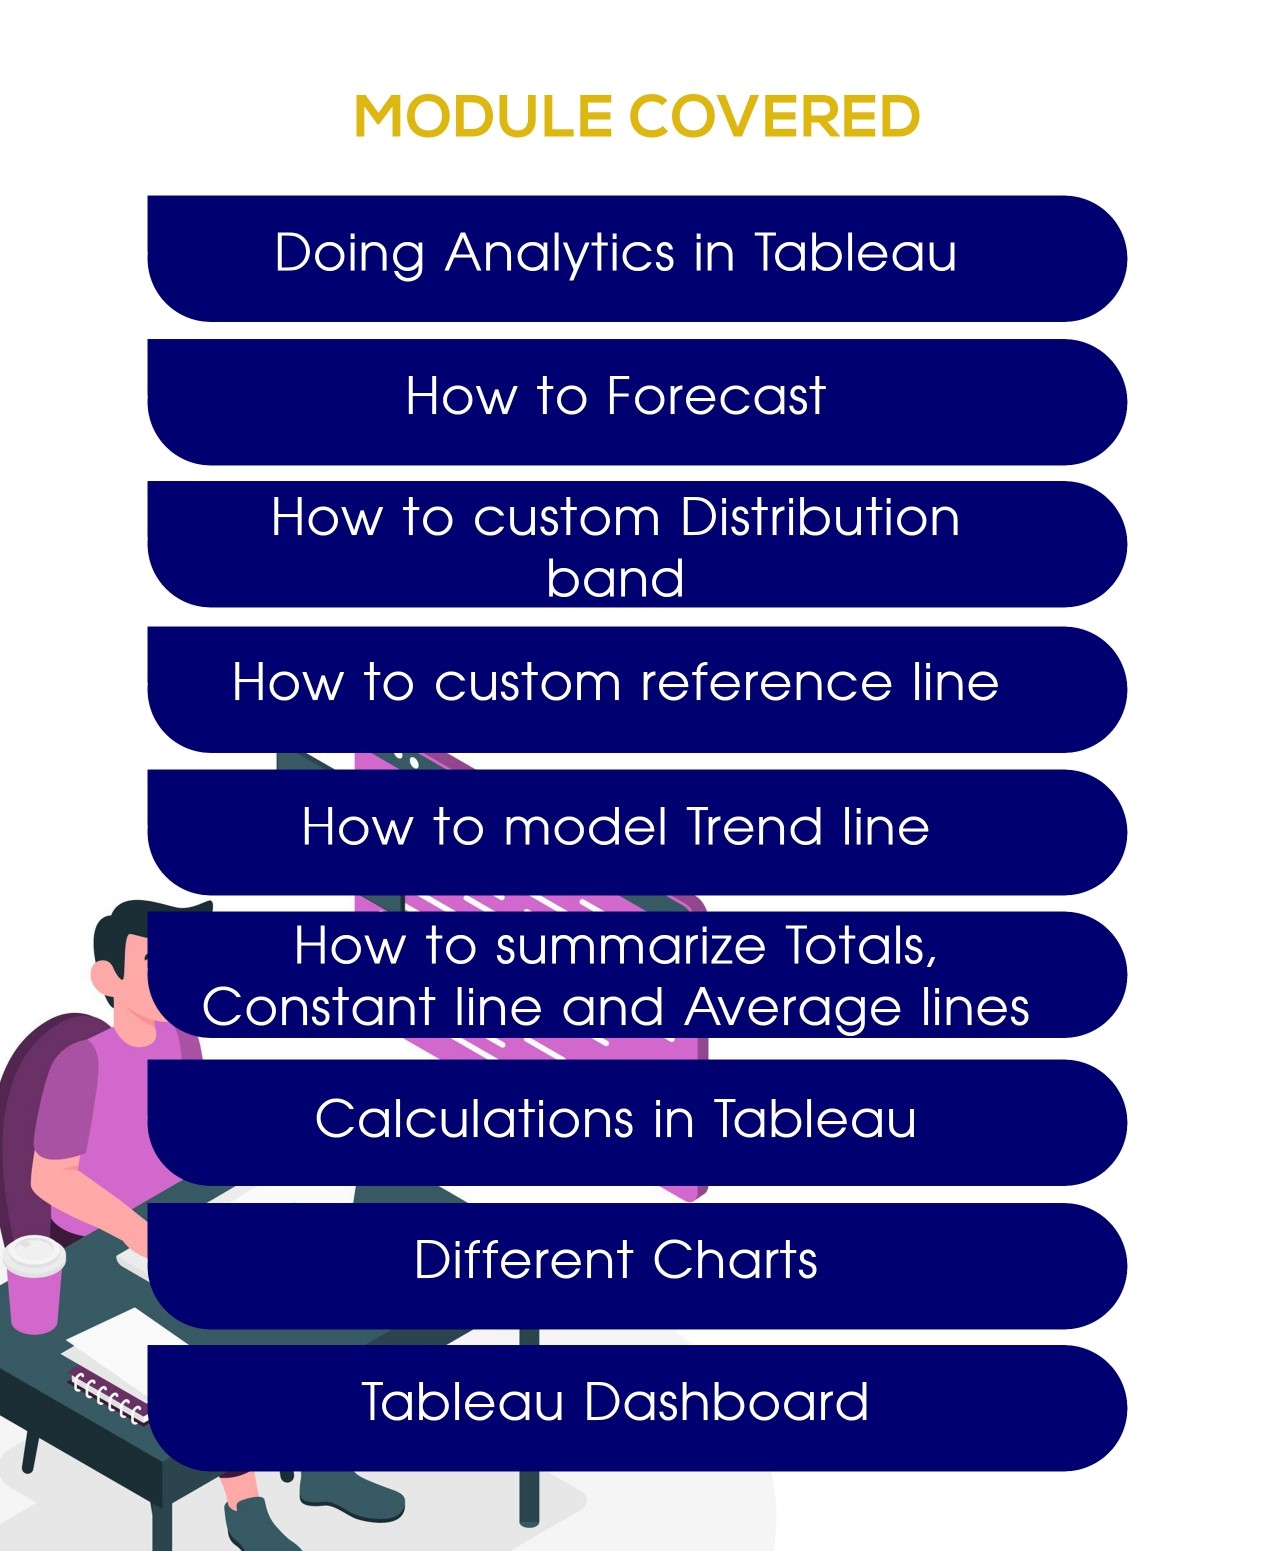 MODULE COVERED
Doing Analytics in Tableau
How to Forecast
How to custom Distribution
band
How to custom reference line
How to model Trend line
How to summarize Totals,
Constant line and Average lines
Calculations in Tableau
Different Charts
Tableau Dashboard